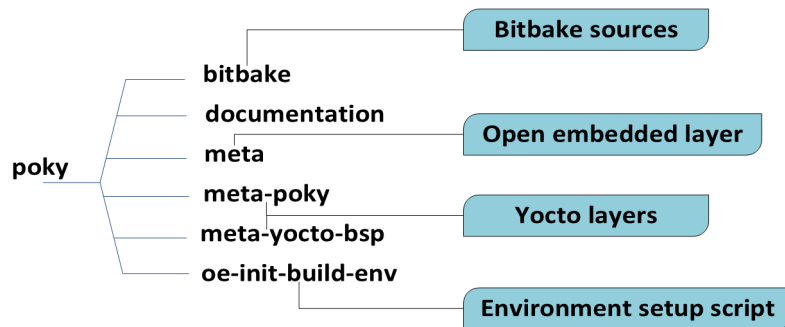 Bitbake sources
bitbake
documentation
Open embedded layer
meta
poky
meta-poky
Yocto layers
meta-yocto-bsp
oe-init-build-env
Environment setup script